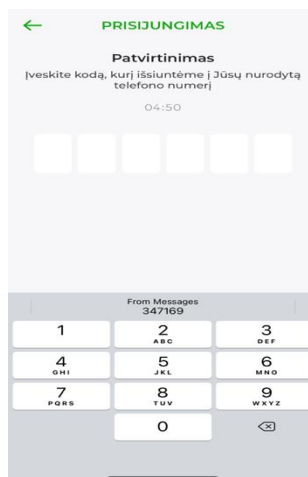 PRISIJUNGIMAS
Patvirtinimas
Įveskite kodą, kurį išsiuntėme į Jūsų nurodytą
telefono numerį
04:50
From Messages
347169
1
2
ABC
3
DEF
4
GHI
5
JKL
6
MNO
7
PQRS
8
TUV
9
WXYZ
0